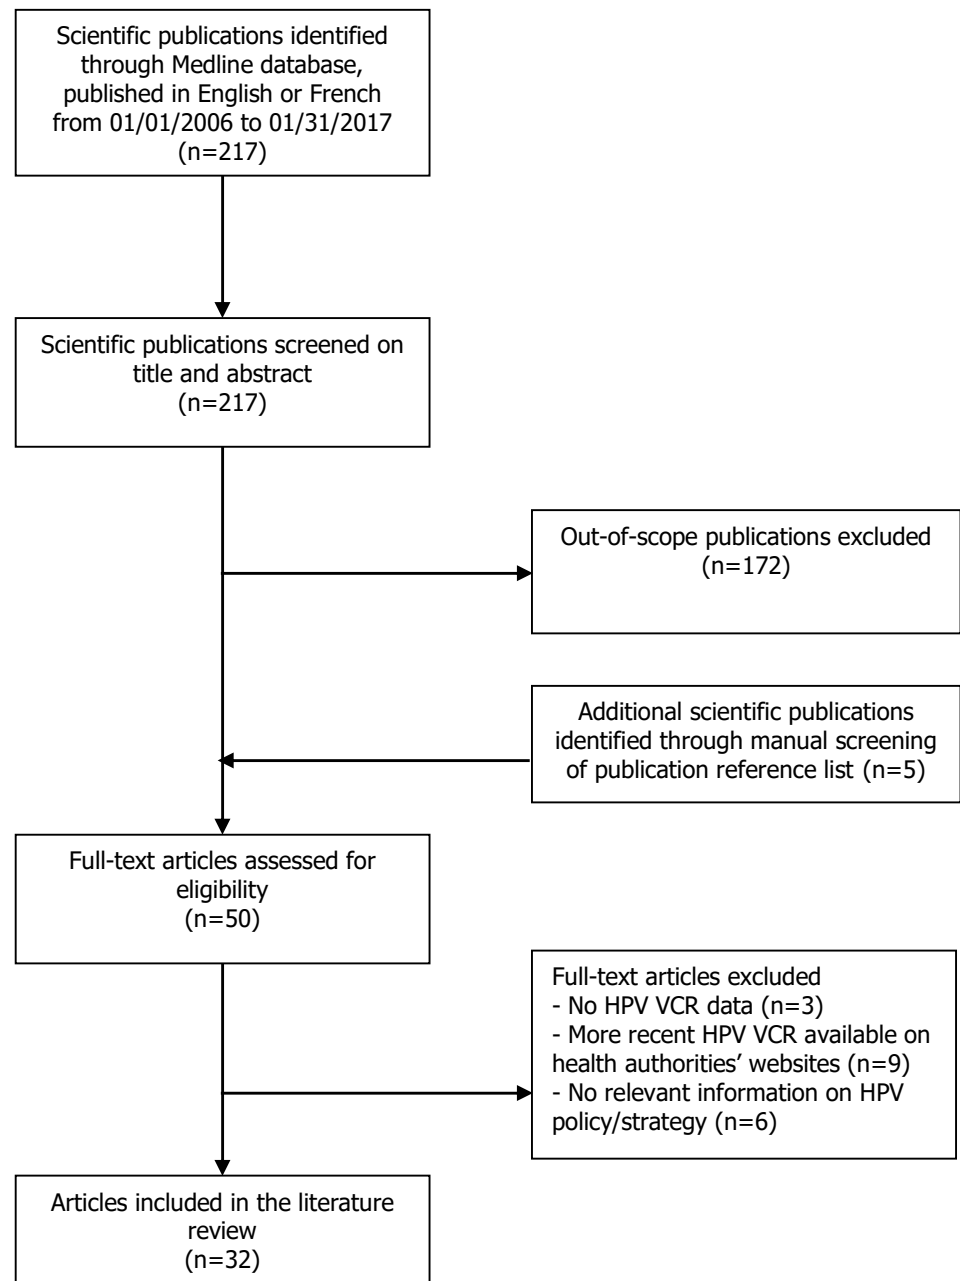 Scientific publications identified
through Medline database,
published in English or French
from 01/01/2006 to 01/31/2017
(n=217)
Scientific publications screened on
title and abstract
(n=217)
Out-of-scope publications excluded
(n=172)
Additional scientific publications
identified through manual screening
of publication reference list (n=5)
Full-text articles assessed for
eligibility
(n=50)
Full-text articles excluded
- No HPV VCR data (n=3)
- More recent HPV VCR available on
health authorities’ websites (n=9)
- No relevant information on HPV
policy/strategy (n=6)
Articles included in the literature
review
(n=32)